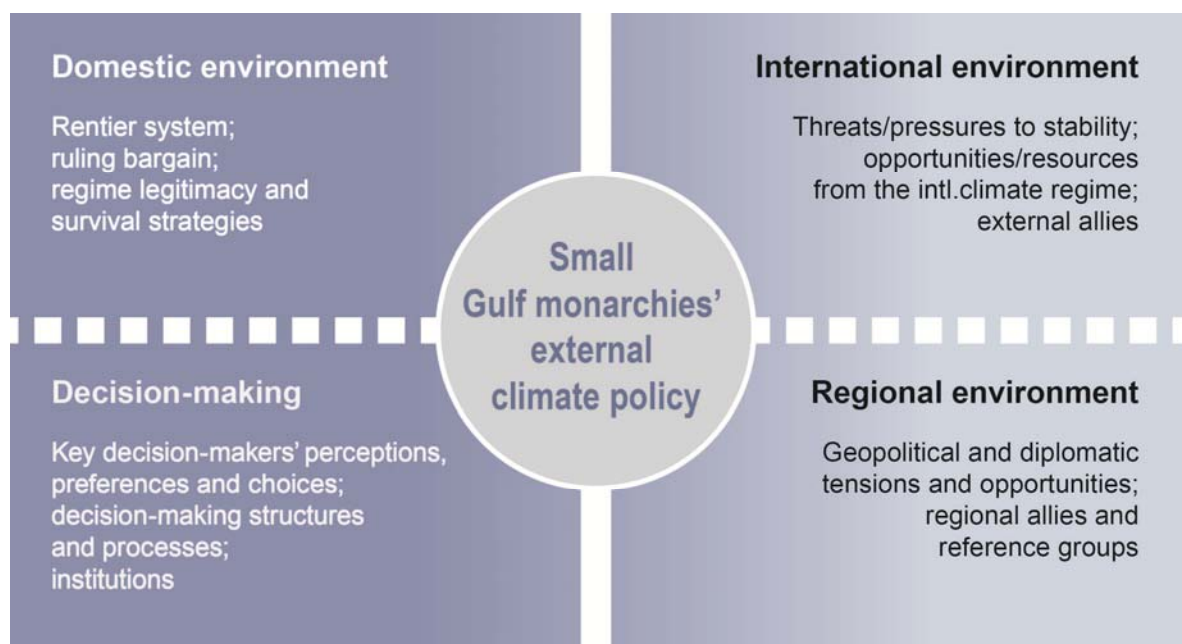 Domestic environment
Rentier system;
ruling bargain;
regime legitimacy and
survival strategies
International environment
Threats/pressures to stability;
opportunities/resources
from the intl.climate regime;
external allies
Small
Gulf monarchies’
external
climate policy
Decision-making
Key decision-makers’ perceptions,
preferences and choices;
decision-making structures
and processes;
institutions
Regional environment
Geopolitical and diplomatic
tensions and opportunities;
regional allies and
reference groups